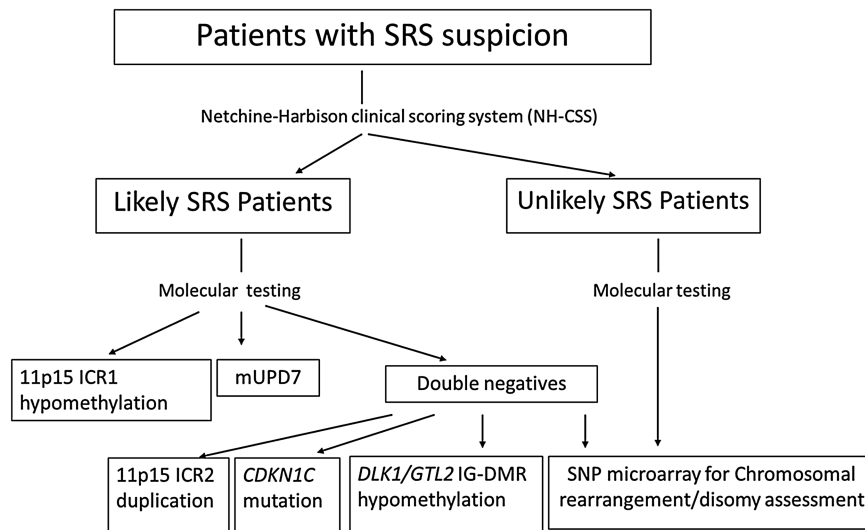 Patients with SRS suspicion
Netchine-Harbison clinical scoring system (NH-CSS)
Likely SRS Patients
Unlikely SRS Patients
Molecular testing
Molecular testing
11p15 ICR1
hypomethylation
mUPD7
Double negatives
11p15 ICR2
duplication
CDKN1C
mutation
DLK1/GTL2 IG-DMR
hypomethylation
SNP microarray for Chromosomal
rearrangement/disomy assessment